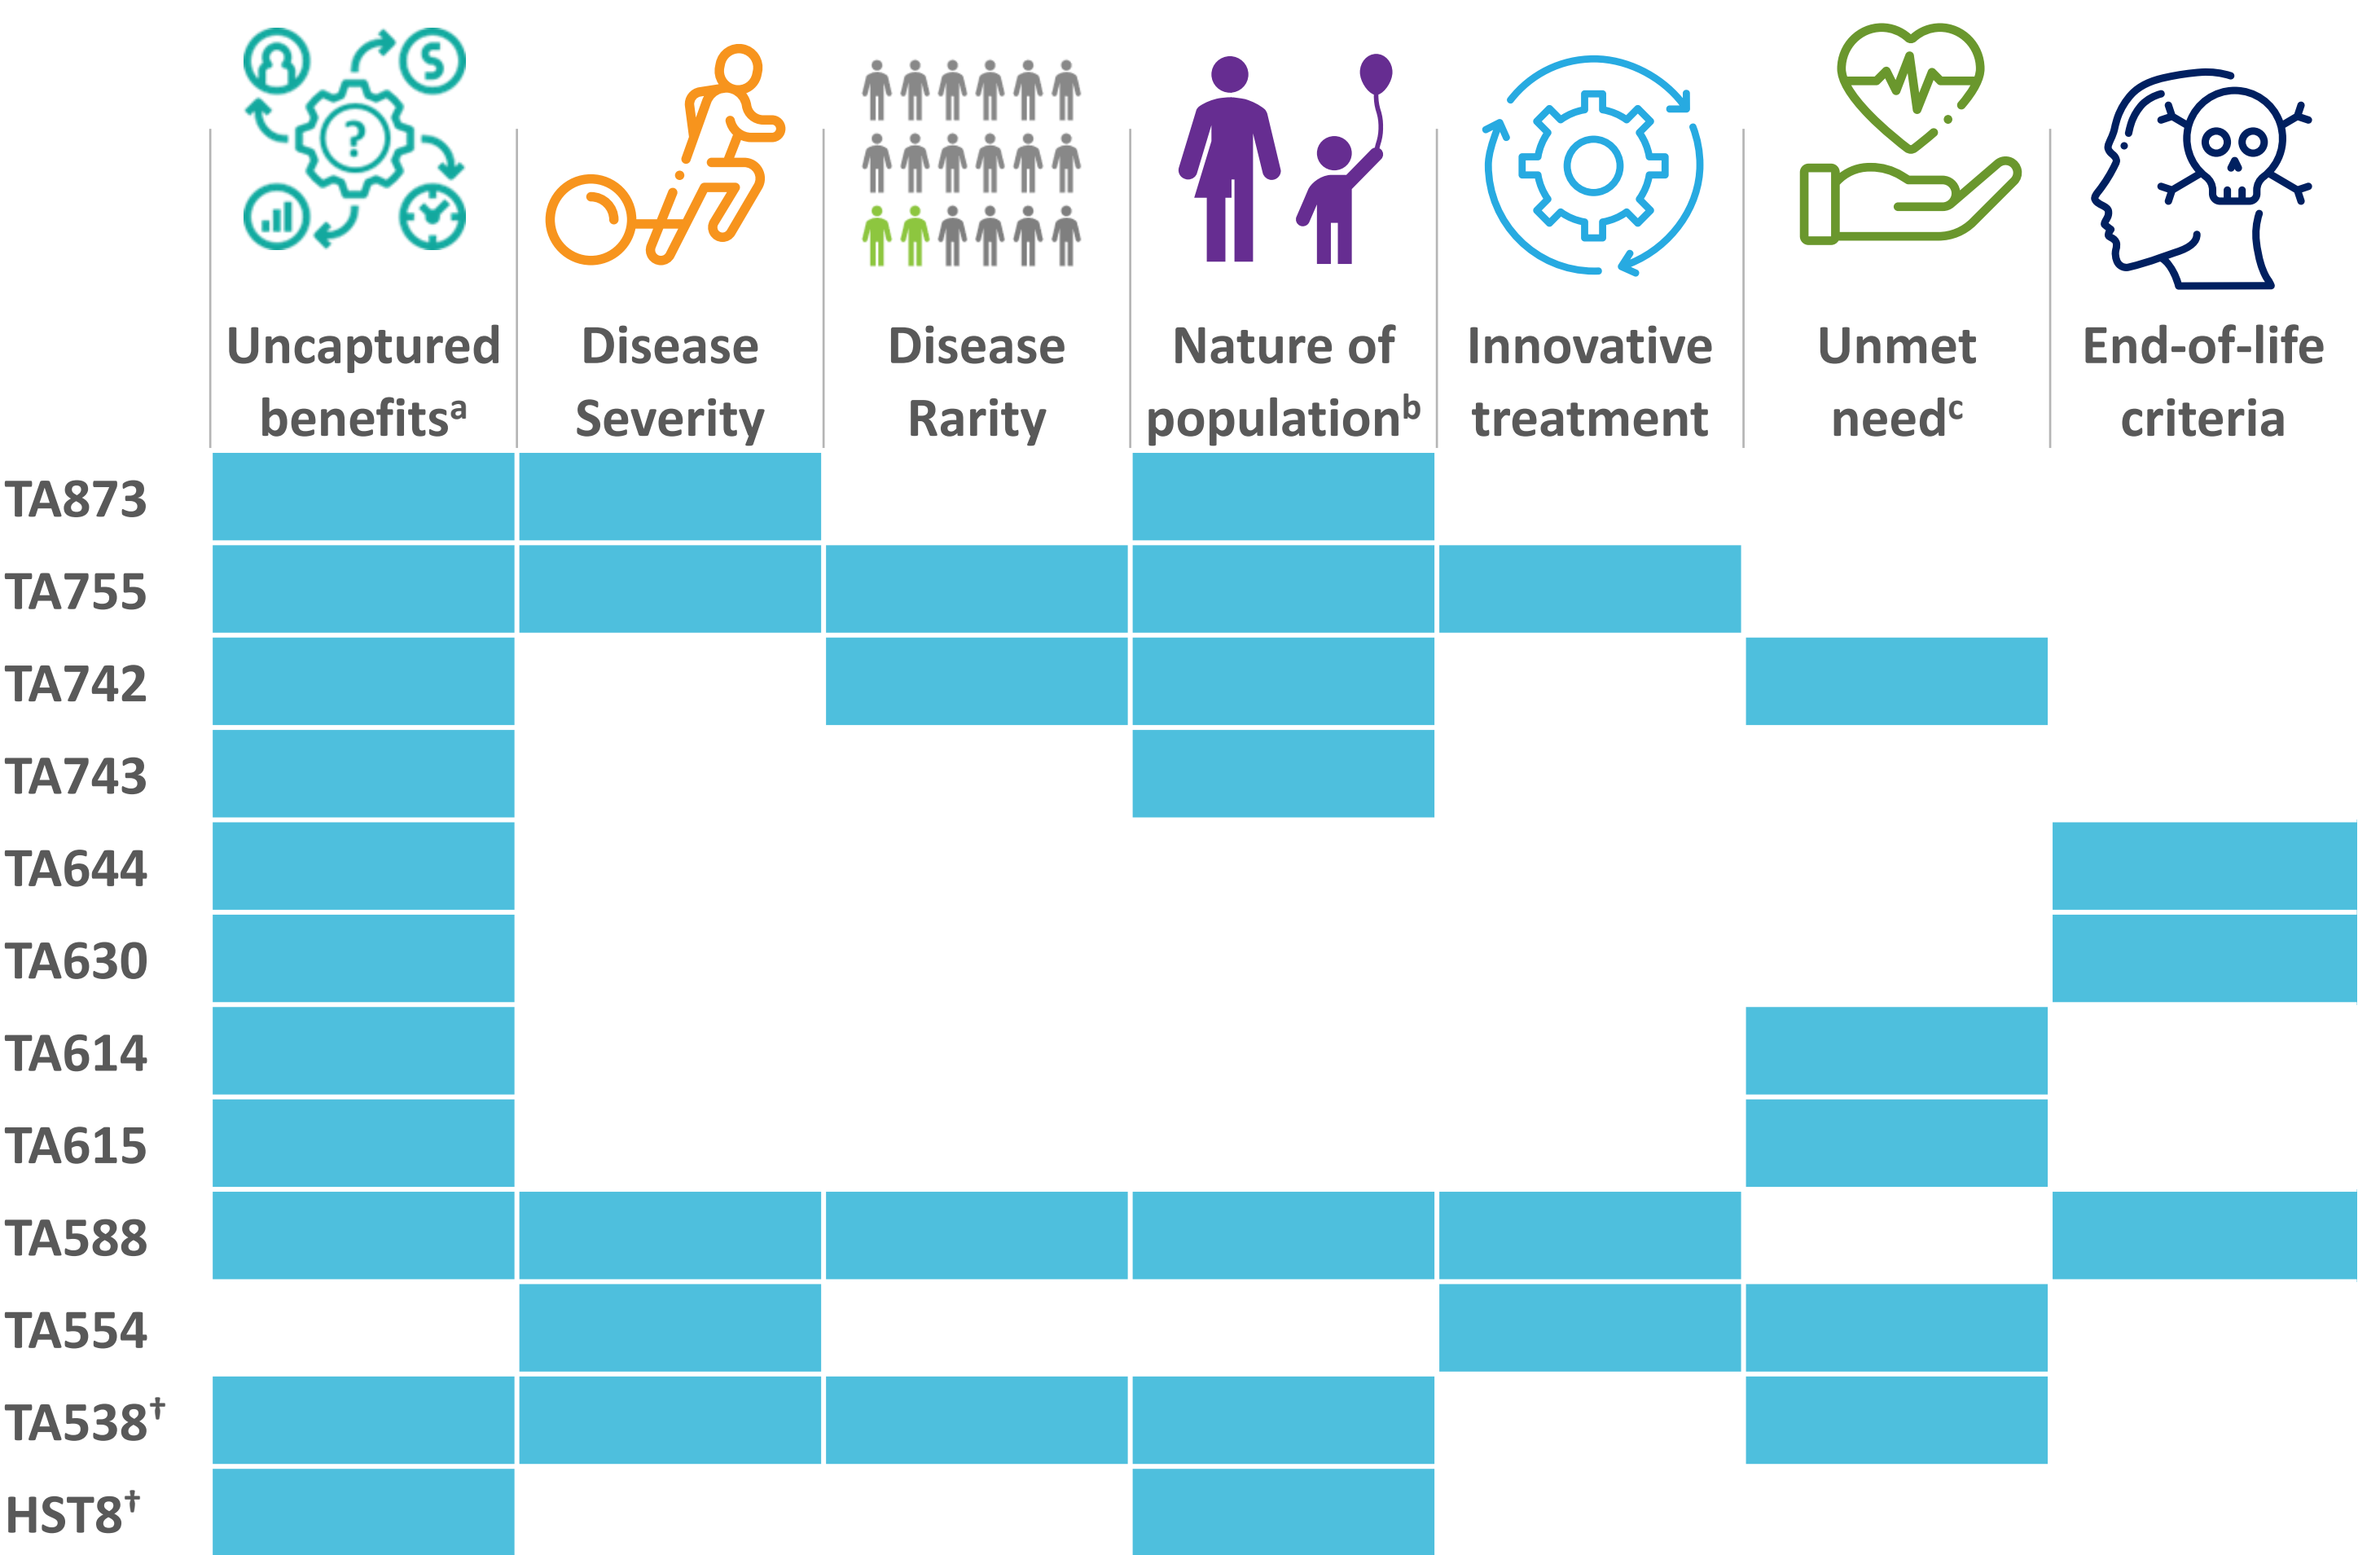 Uncaptured
benefitsᵃ
Disease
Severity
Disease
Rarity
Nature of
populationᵇ
Innovative
treatment
Unmet
needᶜ
End-of-life
criteria
TA873
TA755
TA742
TA743
TA644
TA630
TA614
TA615
TA588
TA554
TA538†
HST8†